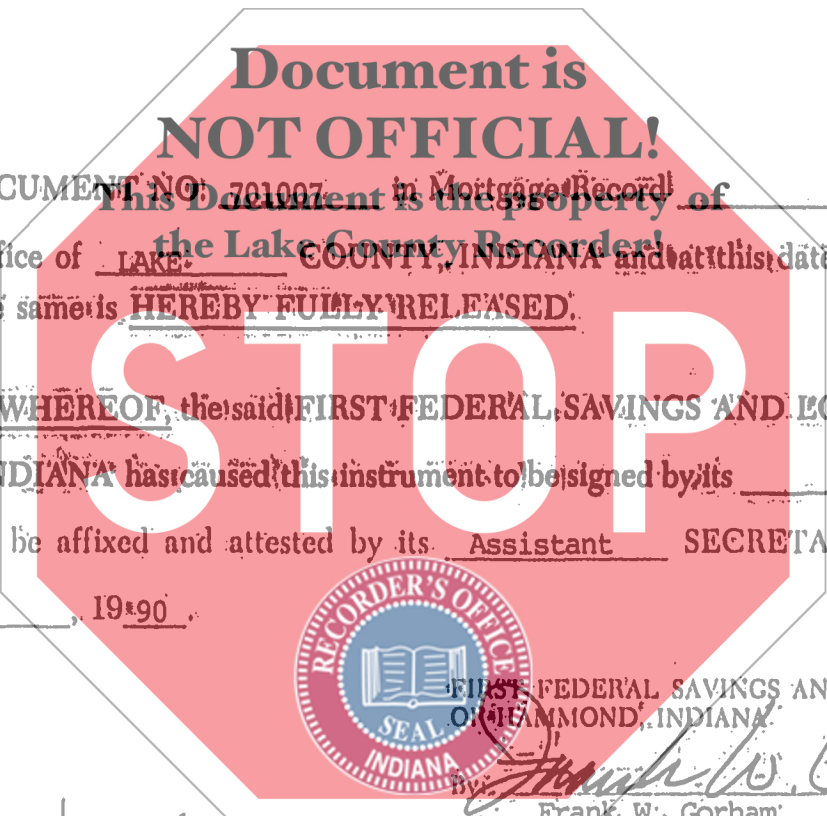 Document is
NOT OFFICIAL!
CUMENT NO. 701007 in Mortgage Record
This Document is the property of
the Lake County Recorder!
fice of LAKE COUNTY, INDIANA and at this date
same is HEREBY FULLY RELEASED.
STOP
WHEREOF, the said FIRST FEDERAL SAVINGS AND LO
NDIANA has caused this instrument to be signed by its
be affixed and attested by its Assistant SECRETA
, 19 90 .
RECORDER'S OFFICE
SEAL
INDIANA
FIRST FEDERAL SAVINGS AN
OF HAMMOND, INDIANA
By: Frank W.
Frank W. Gorham